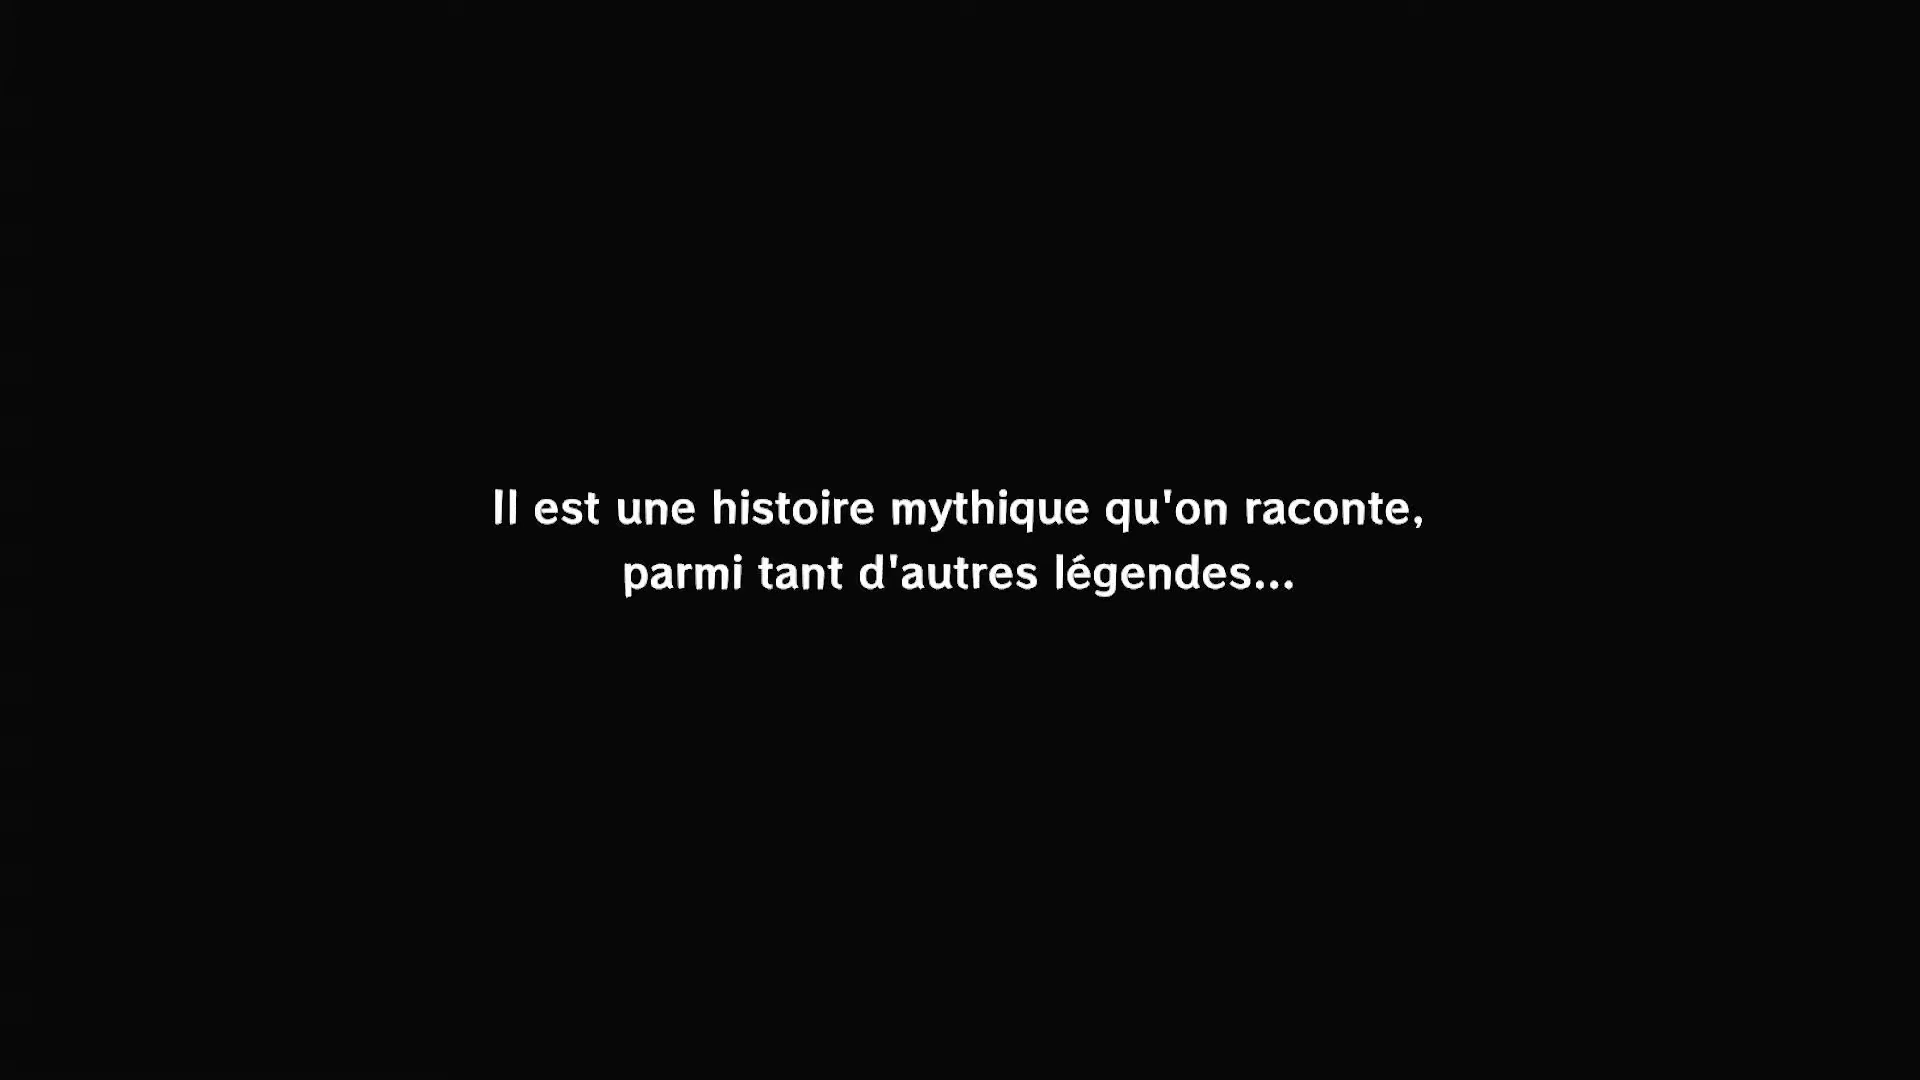 Il est une histoire mythique qu'on raconte,
parmi tant d'autres légendes...